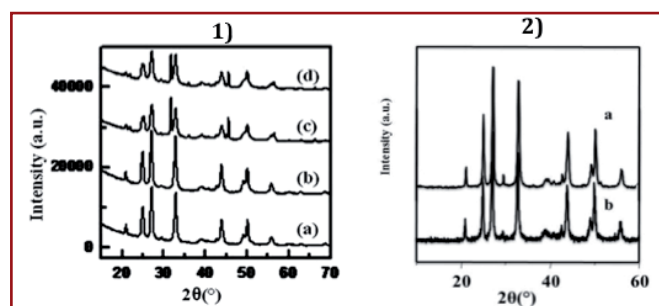 1)
2)
Intensity (a.u.)
40000
20000
0
(d)
(c)
(b)
(a)
20 30 40 50 60 70
2θ(°)
Intensity (a.u.)
a
b
20 40 60
2θ(°)